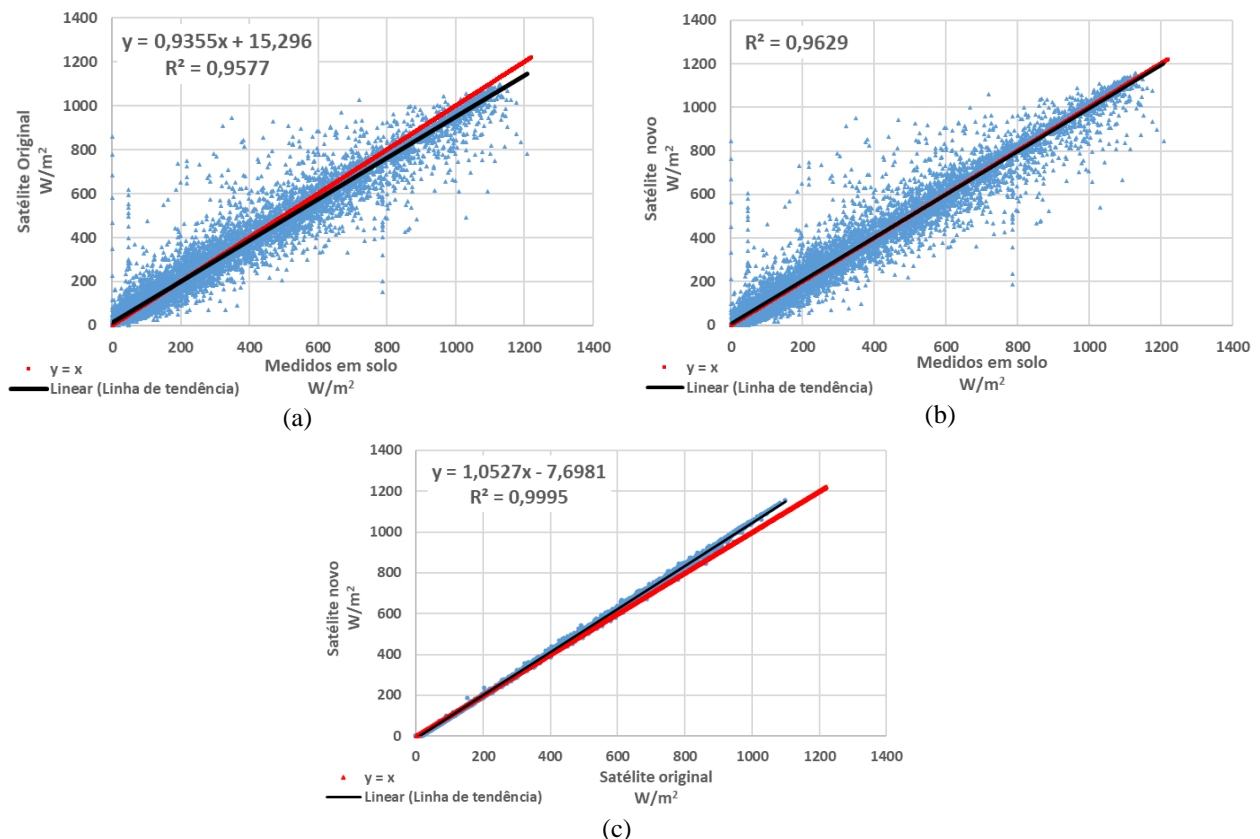 y = 0,9355x + 15,296
R² = 0,9577
Satélite Original
W/m²
1400
1200
1000
800
600
400
200
0
0 200 400 600 800 1000 1200 1400
Medidos em solo
W/m²
y = x
Linear (Linha de tendência)
(a)
R² = 0,9629
Satélite novo
W/m²
1400
1200
1000
800
600
400
200
0
0 200 400 600 800 1000 1200 1400
Medidos em solo
W/m²
y = x
Linear (Linha de tendência)
(b)
y = 1,0527x - 7,6981
R² = 0,9995
Satélite novo
W/m²
1400
1200
1000
800
600
400
200
0
0 200 400 600 800 1000 1200 1400
Satélite original
W/m²
y = x
Linear (Linha de tendência)
(c)